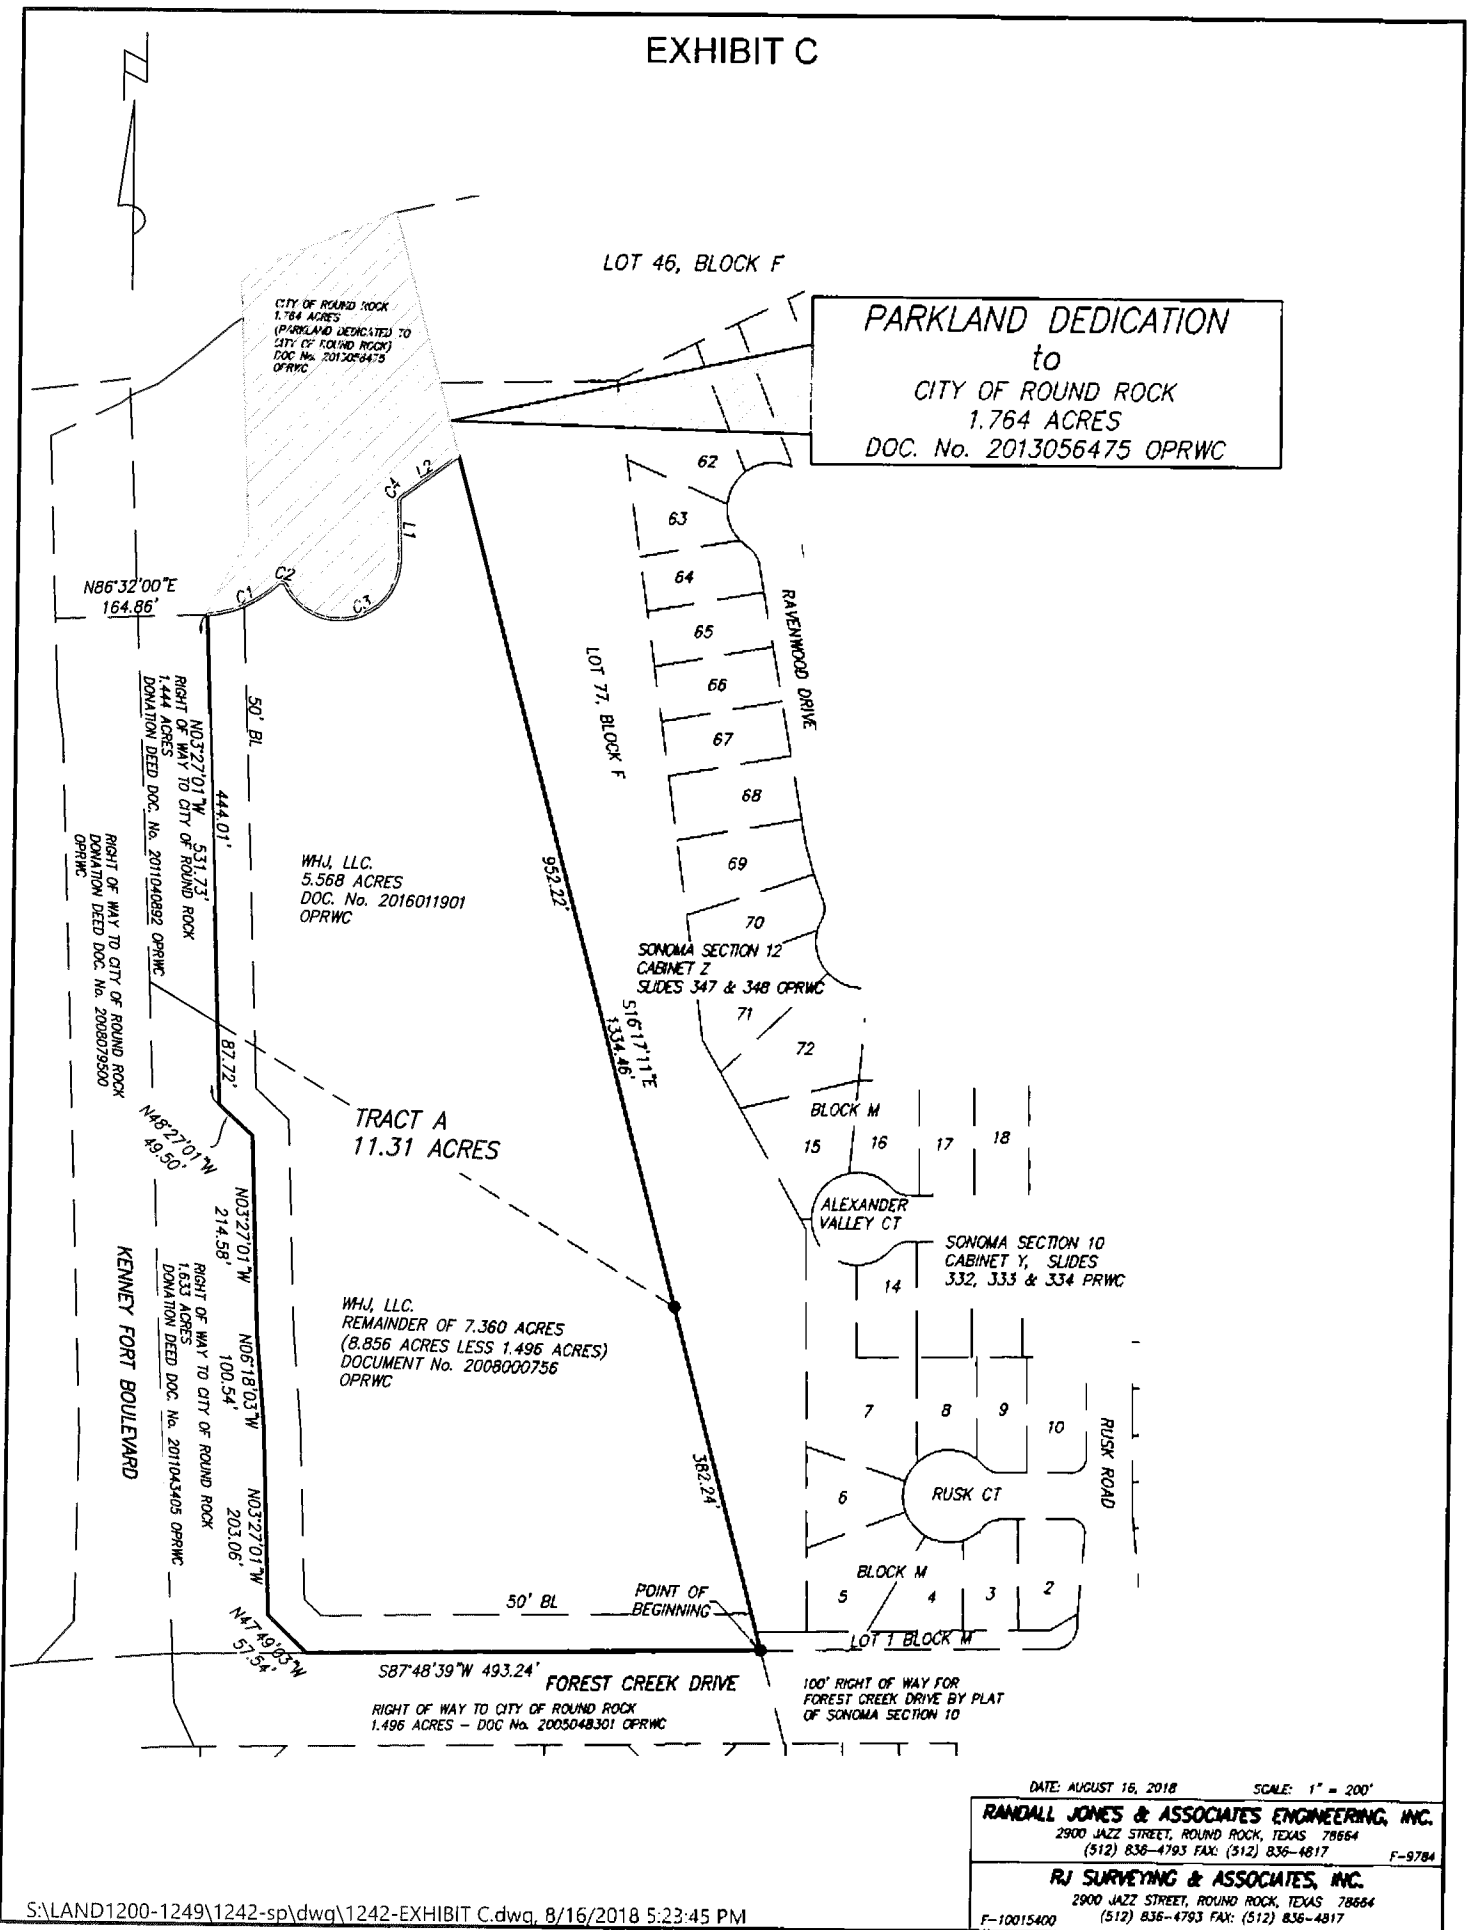 EXHIBIT C
N
LOT 46, BLOCK F
CITY OF ROUND ROCK
1.764 ACRES
(PARKLAND DEDICATED TO
CITY OF ROUND ROCK)
DOC No. 2013056475
OPRWC
PARKLAND DEDICATION
to
CITY OF ROUND ROCK
1.764 ACRES
DOC. No. 2013056475 OPRWC
L2
C4
L1
C3
C2
C1
N86°32'00"E
164.86'
62
63
64
65
66
67
68
69
70
71
72
RAVENWOOD DRIVE
LOT 77, BLOCK F
50' BL
N03°27'01"W 531.73'
RIGHT OF WAY TO CITY OF ROUND ROCK
1.444 ACRES
DONATION DEED DOC. No. 2011040892 OPRWC
444.01'
87.72'
RIGHT OF WAY TO CITY OF ROUND ROCK
DONATION DEED DOC. No. 2008079500
OPRWC
WHJ, LLC.
5.568 ACRES
DOC. No. 2016011901
OPRWC
952.22'
S16°17'11"E
1334.46'
SONOMA SECTION 12
CABINET Z
SLIDES 347 & 348 OPRWC
TRACT A
11.31 ACRES
N48°27'01"W
49.50'
BLOCK M
15
16
17
18
ALEXANDER
VALLEY CT
SONOMA SECTION 10
CABINET Y, SLIDES
332, 333 & 334 PRWC
14
N03°27'01"W
214.58'
N06°18'03"W
100.54'
N03°27'01"W
203.06'
RIGHT OF WAY TO CITY OF ROUND ROCK
1.633 ACRES
DONATION DEED DOC. No. 2011043405 OPRWC
KENNEY FORT BOULEVARD
WHJ, LLC.
REMAINDER OF 7.360 ACRES
(8.856 ACRES LESS 1.496 ACRES)
DOCUMENT No. 2008000756
OPRWC
382.24'
7
8
9
10
RUSK ROAD
6
RUSK CT
BLOCK M
5
4
3
2
LOT 1 BLOCK M
50' BL
POINT OF
BEGINNING
N47°49'03"W
57.54'
S87°48'39"W 493.24'
FOREST CREEK DRIVE
RIGHT OF WAY TO CITY OF ROUND ROCK
1.496 ACRES – DOC No. 2005048301 OPRWC
100' RIGHT OF WAY FOR
FOREST CREEK DRIVE BY PLAT
OF SONOMA SECTION 10
DATE: AUGUST 16, 2018 SCALE: 1" = 200'
RANDALL JONES & ASSOCIATES ENGINEERING, INC.
2900 JAZZ STREET, ROUND ROCK, TEXAS 78664
(512) 836-4793 FAX: (512) 836-4817 F-9784
RJ SURVEYING & ASSOCIATES, INC.
2900 JAZZ STREET, ROUND ROCK, TEXAS 78664
F-10015400 (512) 836-4793 FAX: (512) 836-4817
S:\LAND1200-1249\1242-sp\dwg\1242-EXHIBIT C.dwg, 8/16/2018 5:23:45 PM